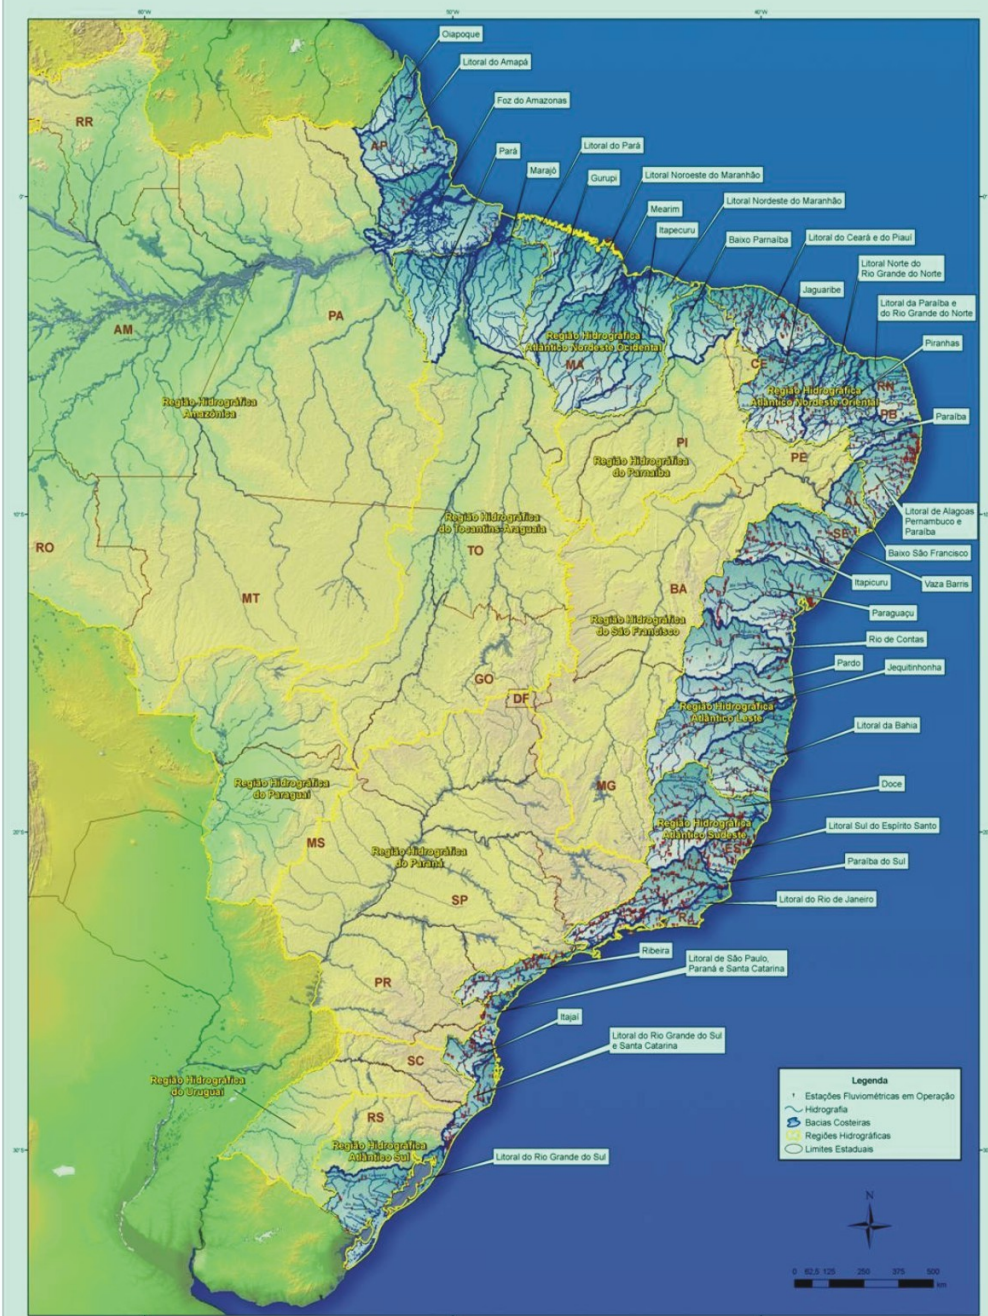 60°W
50°W
40°W
Oiapoque
Litoral do Amapá
Foz do Amazonas
Pará
Marajó
Litoral do Pará
Gurupi
Litoral Noroeste do Maranhão
Mearim
Itapecuru
Litoral Nordeste do Maranhão
Baixo Parnaíba
Litoral do Ceará e do Piauí
Jaguaribe
Litoral Norte do
Rio Grande do Norte
Litoral da Paraíba e
do Rio Grande do Norte
Piranhas
Paraíba
Litoral de Alagoas
Pernambuco e
Paraíba
Baixo São Francisco
Vaza Barris
Itapicuru
Paraguaçu
Rio de Contas
Pardo
Jequitinhonha
Litoral da Bahia
Doce
Litoral Sul do Espírito Santo
Paraíba do Sul
Litoral do Rio de Janeiro
Ribeira
Litoral de São Paulo,
Paraná e Santa Catarina
Itajaí
Litoral do Rio Grande do Sul
e Santa Catarina
Litoral do Rio Grande do Sul
RR
AP
AM
PA
MA
CE
RN
PB
PI
PE
AL
SE
RO
MT
TO
BA
GO
DF
MG
ES
MS
SP
RJ
PR
SC
RS
Região Hidrográfica
Amazônica
Região Hidrográfica
Atlântico Nordeste Ocidental
Região Hidrográfica
Atlântico Nordeste Oriental
Região Hidrográfica
do Parnaíba
Região Hidrográfica
do Tocantins-Araguaia
Região Hidrográfica
do São Francisco
Região Hidrográfica
Atlântico Leste
Região Hidrográfica
do Paraguai
Região Hidrográfica
Atlântico Sudeste
Região Hidrográfica
do Paraná
Região Hidrográfica
do Uruguai
Região Hidrográfica
Atlântico Sul
Legenda
Estações Fluviométricas em Operação
Hidrografia
Bacias Costeiras
Regiões Hidrográficas
Limites Estaduais
N
0 62,5 125 250 375 500
km